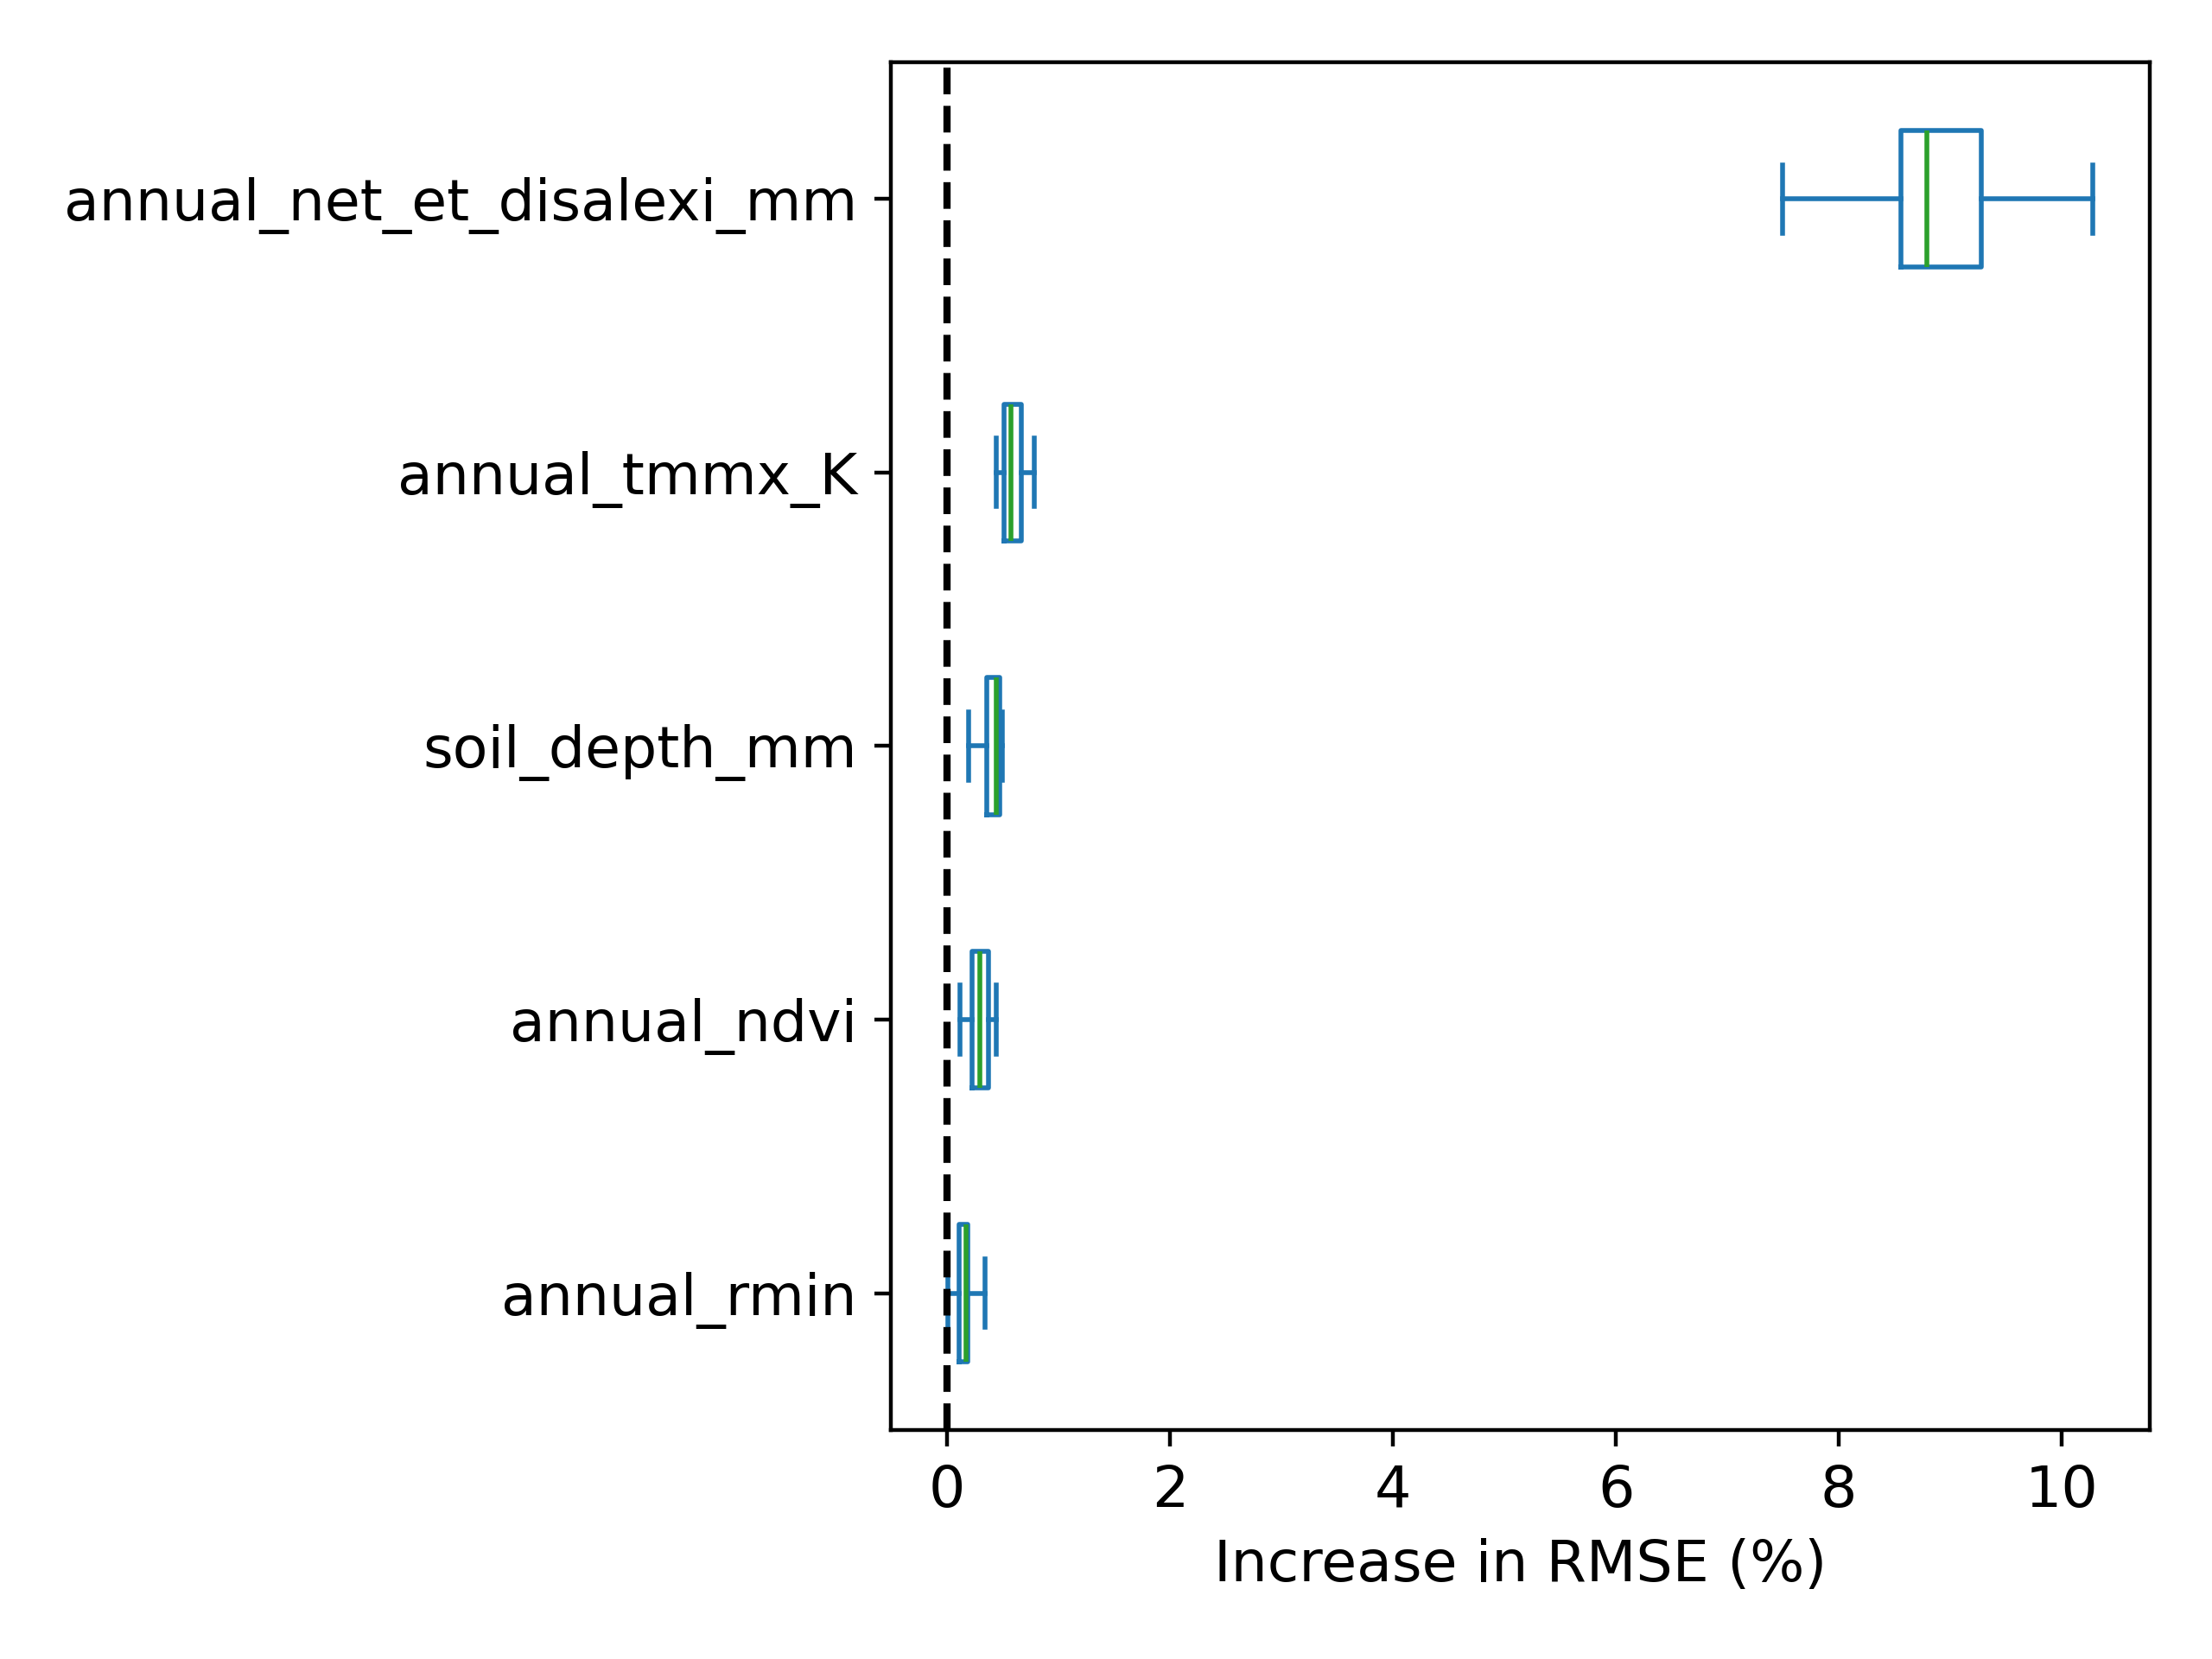 annual_net_et_disalexi_mm
annual_tmmx_K
soil_depth_mm
annual_ndvi
annual_rmin
0 2 4 6 8 10
Increase in RMSE (%)